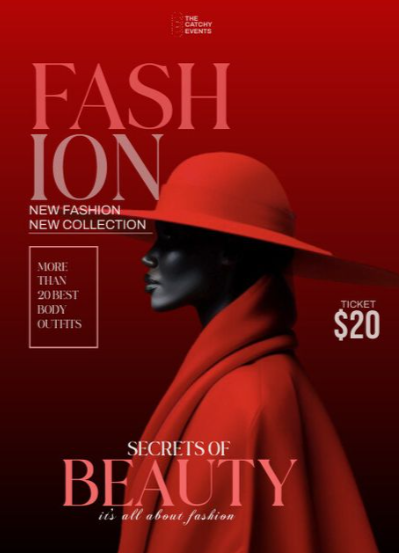 THE
CATCHY
EVENTS
FASH
ION
NEW FASHION
NEW COLLECTION
MORE
THAN
20 BEST
BODY
OUTFITS
TICKET
$20
SECRETS OF
BEAUTY
it's all about fashion